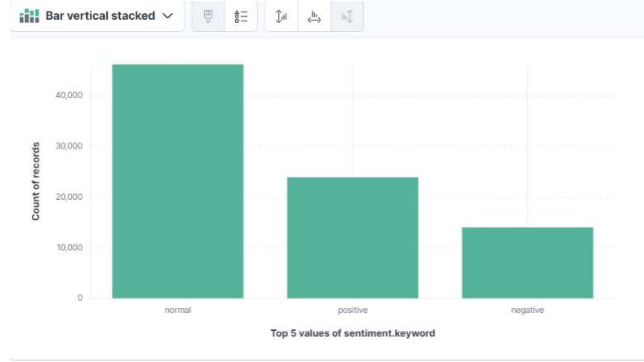 Bar vertical stacked
Count of records
40,000
30,000
20,000
10,000
0
normal positive negative
Top 5 values of sentiment.keyword